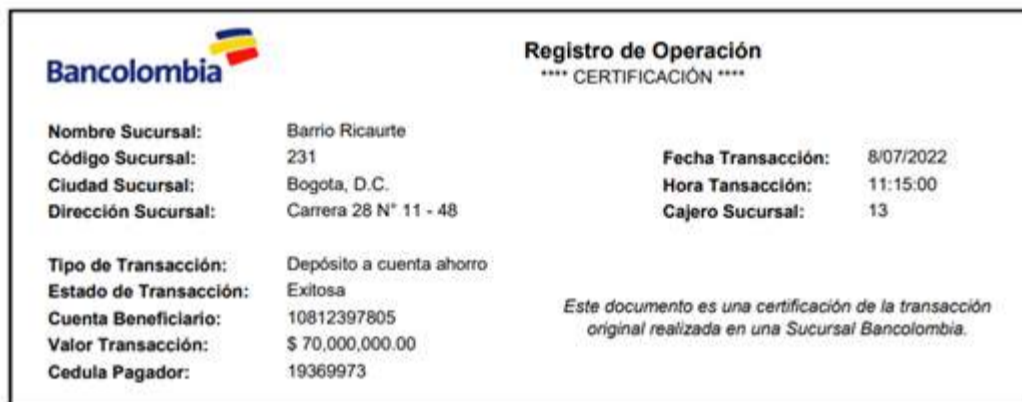 Bancolombia
Registro de Operación
**** CERTIFICACIÓN ****
Nombre Sucursal: Barrio Ricaurte
Código Sucursal: 231
Fecha Transacción: 8/07/2022
Ciudad Sucursal: Bogota, D.C.
Hora Tansacción: 11:15:00
Dirección Sucursal: Carrera 28 N° 11 - 48
Cajero Sucursal: 13
Tipo de Transacción: Depósito a cuenta ahorro
Estado de Transacción: Exitosa
Cuenta Beneficiario: 10812397805
Valor Transacción: $ 70,000,000.00
Cedula Pagador: 19369973
Este documento es una certificación de la transacción
original realizada en una Sucursal Bancolombia.